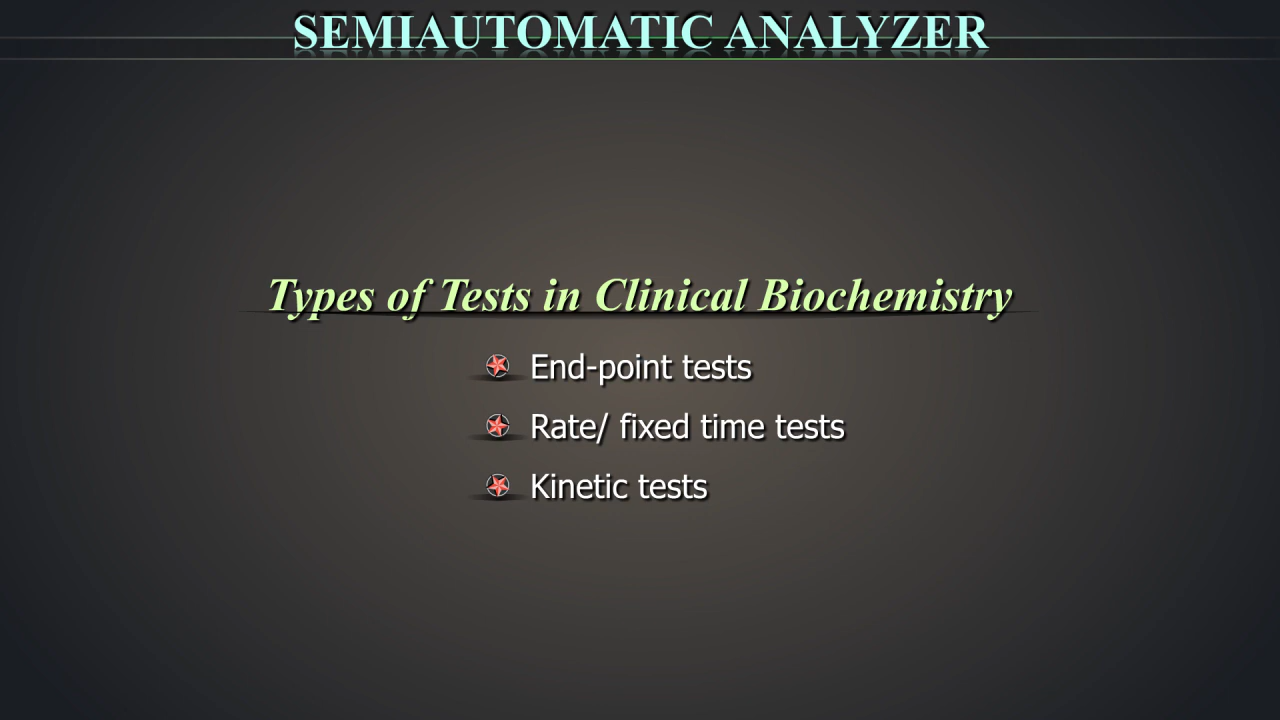 SEMIAUTOMATIC ANALYZER
Types of Tests in Clinical Biochemistry
End-point tests
Rate/ fixed time tests
Kinetic tests